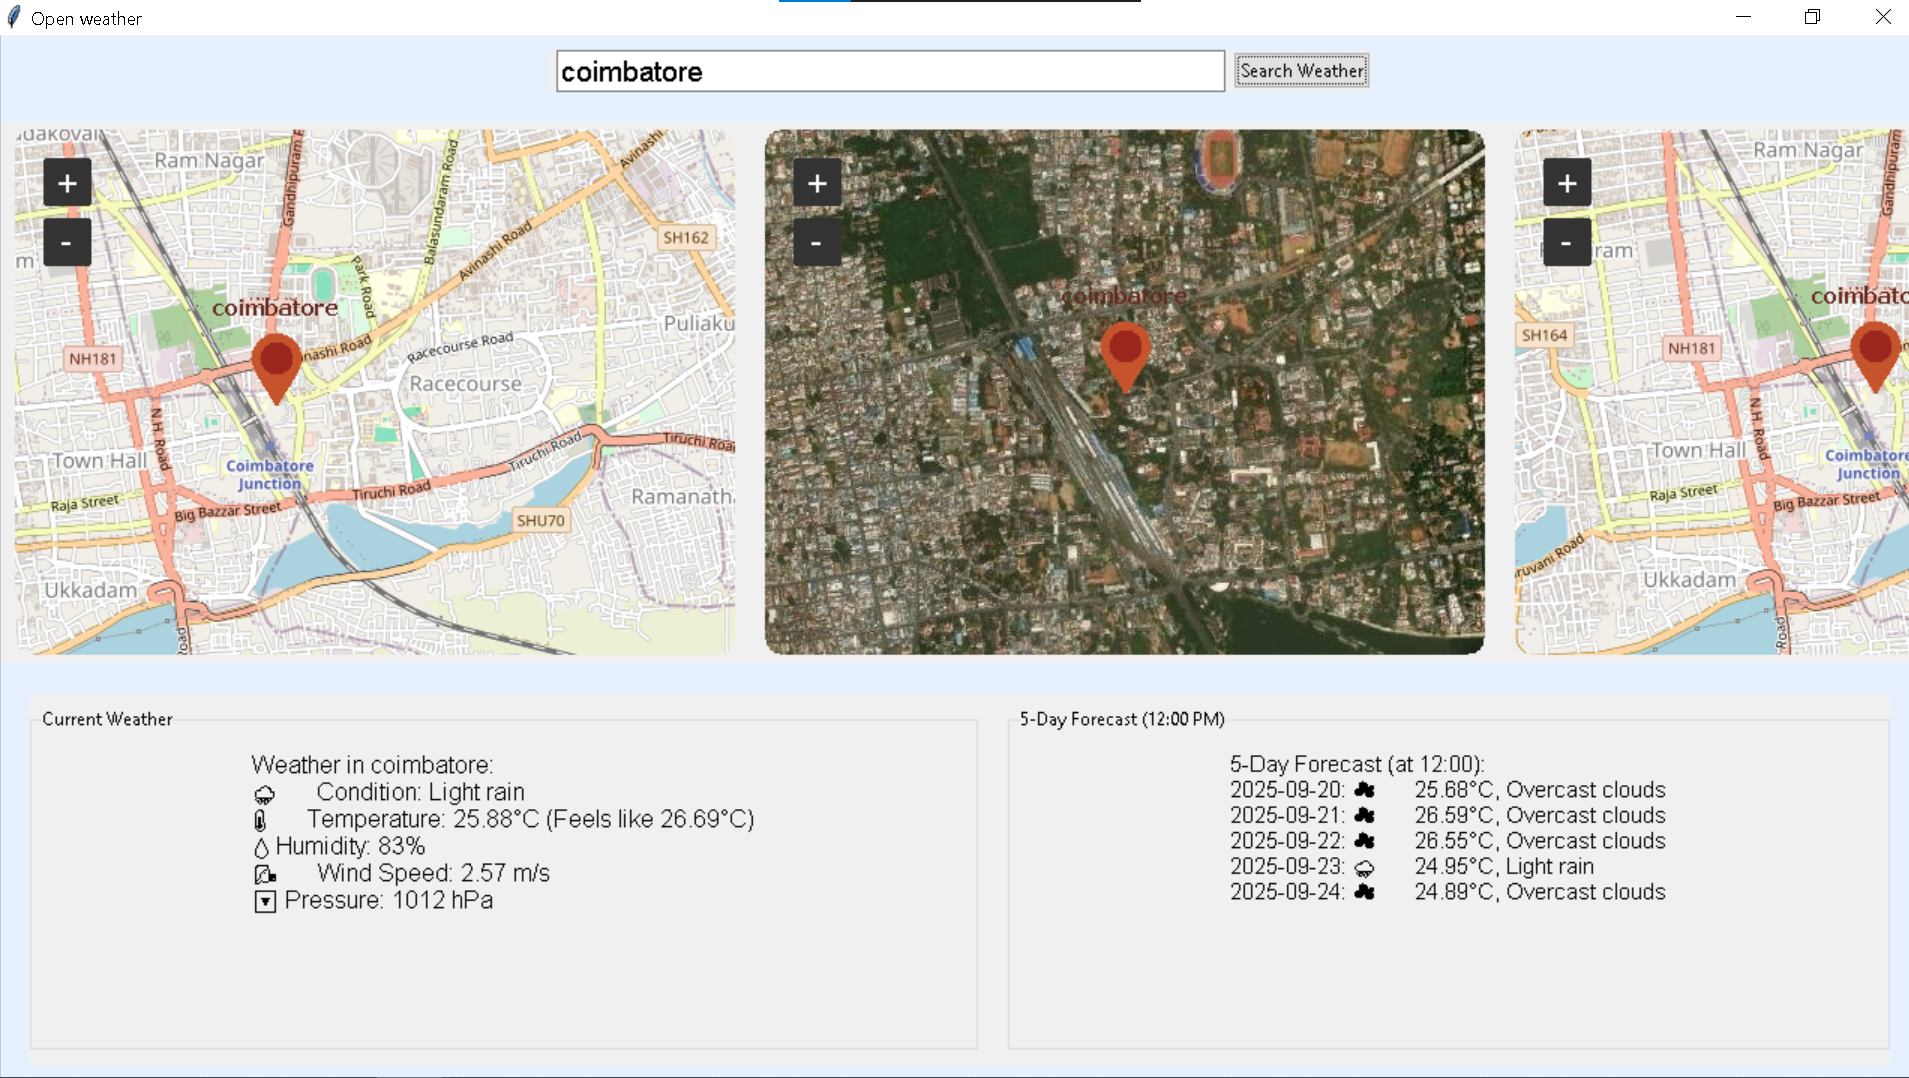 Open weather
coimbatore
Search Weather
Ram Nagar
Gandhipuram
Balasundaram Road
Avinashi Road
Avinashi
SH162
Park Road
coimbatore
Puliaku
NH181
nashi Road
Racecourse Road
Racecourse
N.H. Road
Town Hall
Coimbatore
Junction
Tiruchi Road
Tiruchi Roa
Tiruchi Road
Raja Street
Big Bazzar Street
Ramanath
SHU70
Ukkadam
Road
+
-
m
+
-
coimbatore
+
-
Ram Nagar
Gandhipuram
ram
coimbato
SH164
NH181
N.H. Road
Town Hall
Coimbatore
Junction
Raja Street
Big Bazzar Street
ruvani Road
Ukkadam
Road
Current Weather
Weather in coimbatore:
Condition: Light rain
Temperature: 25.88°C (Feels like 26.69°C)
Humidity: 83%
Wind Speed: 2.57 m/s
Pressure: 1012 hPa
5-Day Forecast (12:00 PM)
5-Day Forecast (at 12:00):
2025-09-20: 25.68°C, Overcast clouds
2025-09-21: 26.59°C, Overcast clouds
2025-09-22: 26.55°C, Overcast clouds
2025-09-23: 24.95°C, Light rain
2025-09-24: 24.89°C, Overcast clouds